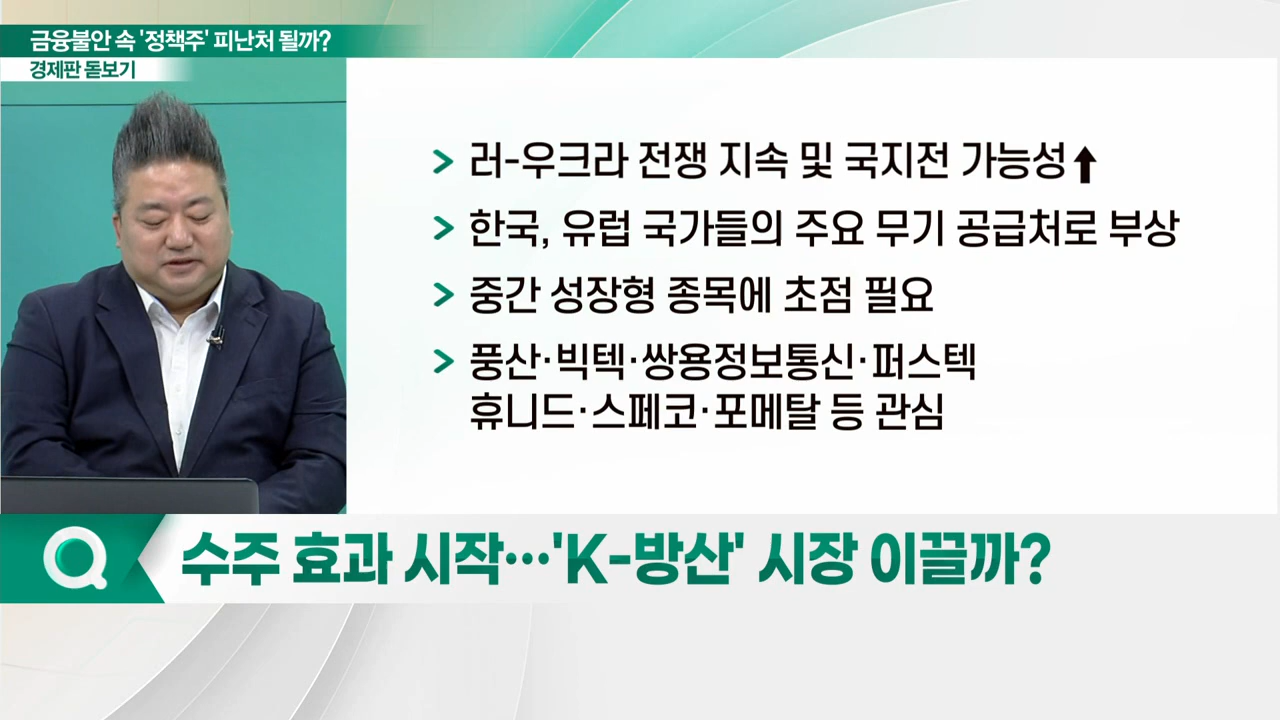 금융불안 속 '정책주' 피난처 될까?
경제판 돋보기
> 러-우크라 전쟁 지속 및 국지전 가능성↑
> 한국, 유럽 국가들의 주요 무기 공급처로 부상
> 중간 성장형 종목에 초점 필요
> 풍산·빅텍·쌍용정보통신·퍼스텍
휴니드·스페코·포메탈 등 관심
수주 효과 시작…'K-방산' 시장 이끌까?